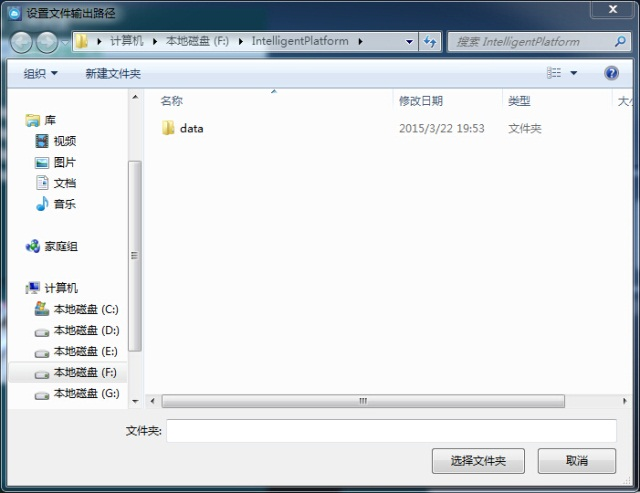 设置文件输出路径
计算机 本地磁盘 (F:) IntelligentPlatform
搜索 IntelligentPlatform
组织 新建文件夹
名称 修改日期 类型 大小
data 2015/3/22 19:53 文件夹
库
视频
图片
文档
音乐
家庭组
计算机
本地磁盘 (C:)
本地磁盘 (D:)
本地磁盘 (E:)
本地磁盘 (F:)
本地磁盘 (G:)
文件夹:
选择文件夹 取消